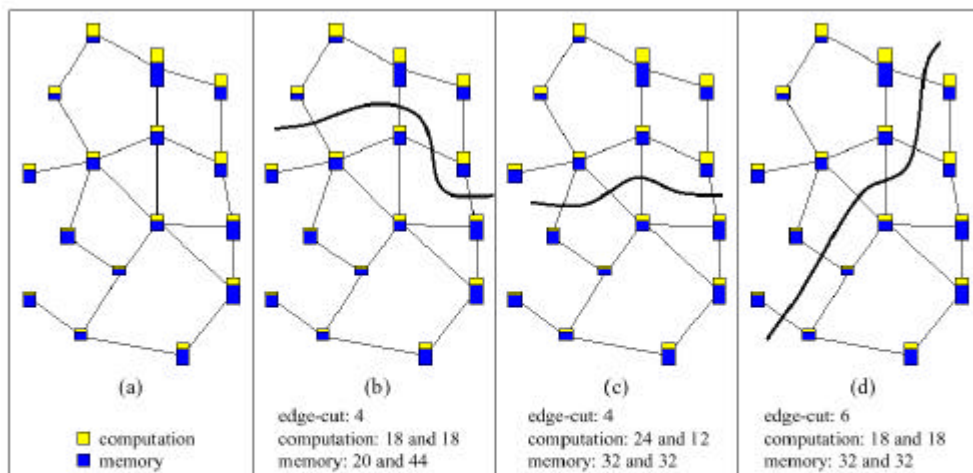 (a)
computation
memory
(b)
edge-cut: 4
computation: 18 and 18
memory: 20 and 44
(c)
edge-cut: 4
computation: 24 and 12
memory: 32 and 32
(d)
edge-cut: 6
computation: 18 and 18
memory: 32 and 32